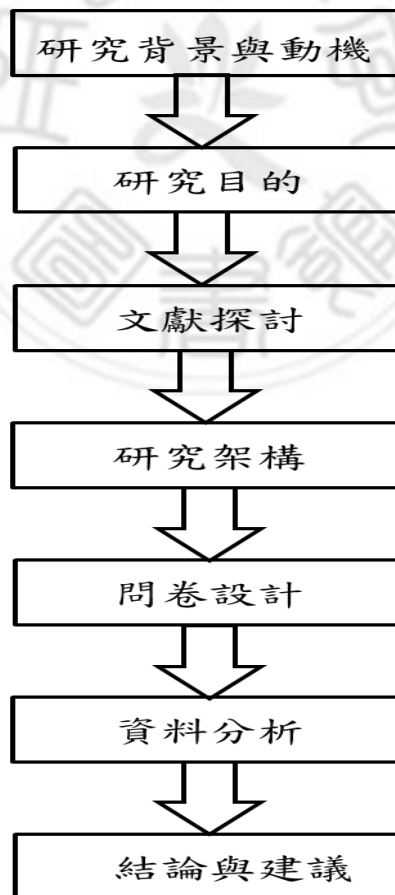 研究背景與動機
研究目的
文獻探討
研究架構
問卷設計
資料分析
結論與建議